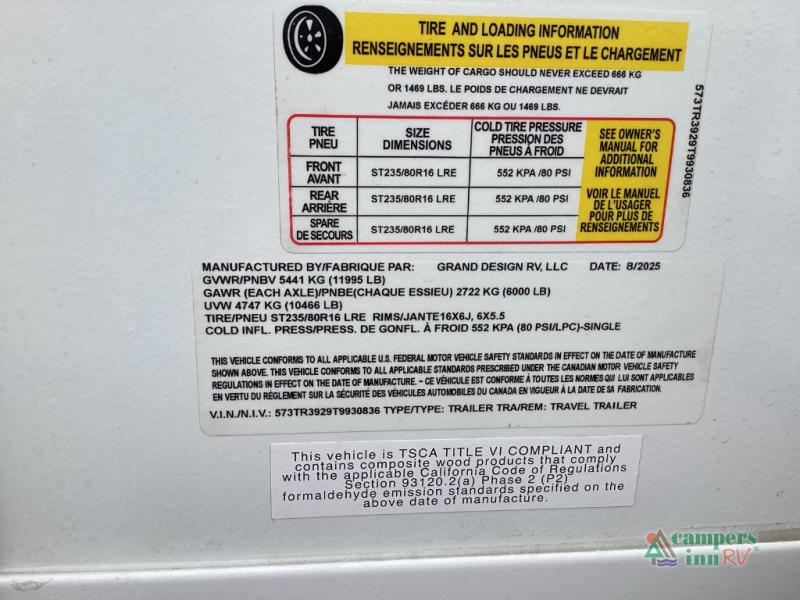 TIRE AND LOADING INFORMATION
RENSEIGNEMENTS SUR LES PNEUS ET LE CHARGEMENT
THE WEIGHT OF CARGO SHOULD NEVER EXCEED 666 KG
OR 1469 LBS. LE POIDS DE CHARGEMENT NE DEVRAIT
JAMAIS EXCÉDER 666 KG OU 1469 LBS.
TIRE
PNEU
SIZE
DIMENSIONS
COLD TIRE PRESSURE
PRESSION DES
PNEUS À FROID
FRONT
AVANT
ST235/80R16 LRE
552 KPA /80 PSI
REAR
ARRIÈRE
ST235/80R16 LRE
552 KPA /80 PSI
SPARE
DE SECOURS
ST235/80R16 LRE
552 KPA /80 PSI
SEE OWNER'S
MANUAL FOR
ADDITIONAL
INFORMATION
VOIR LE MANUEL
DE L'USAGER
POUR PLUS DE
RENSEIGNEMENTS
573TR3929T9930836
MANUFACTURED BY/FABRIQUE PAR: GRAND DESIGN RV, LLC DATE: 8/2025
GVWR/PNBV 5441 KG (11995 LB)
GAWR (EACH AXLE)/PNBE(CHAQUE ESSIEU) 2722 KG (6000 LB)
UVW 4747 KG (10466 LB)
TIRE/PNEU ST235/80R16 LRE RIMS/JANTE16X6J, 6X5.5
COLD INFL. PRESS/PRESS. DE GONFL. À FROID 552 KPA (80 PSI/LPC)-SINGLE
THIS VEHICLE CONFORMS TO ALL APPLICABLE U.S. FEDERAL MOTOR VEHICLE SAFETY STANDARDS IN EFFECT ON THE DATE OF MANUFACTURE
SHOWN ABOVE. THIS VEHICLE CONFORMS TO ALL APPLICABLE STANDARDS PRESCRIBED UNDER THE CANADIAN MOTOR VEHICLE SAFETY
REGULATIONS IN EFFECT ON THE DATE OF MANUFACTURE. - CE VÉHICULE EST CONFORME À TOUTES LES NORMES QUI LUI SONT APPLICABLES
EN VERTU DU RÈGLEMENT SUR LA SÉCURITÉ DES VÉHICULES AUTOMOBILES DU CANADA EN VIGUEUR À LA DATE DE SA FABRICATION.
V.I.N./N.I.V.: 573TR3929T9930836 TYPE/TYPE: TRAILER TRA/REM: TRAVEL TRAILER
This vehicle is TSCA TITLE VI COMPLIANT and
contains composite wood products that comply
with the applicable California Code of Regulations
Section 93120.2(a) Phase 2 (P2)
formaldehyde emission standards specified on the
above date of manufacture.
campers
inn RV®